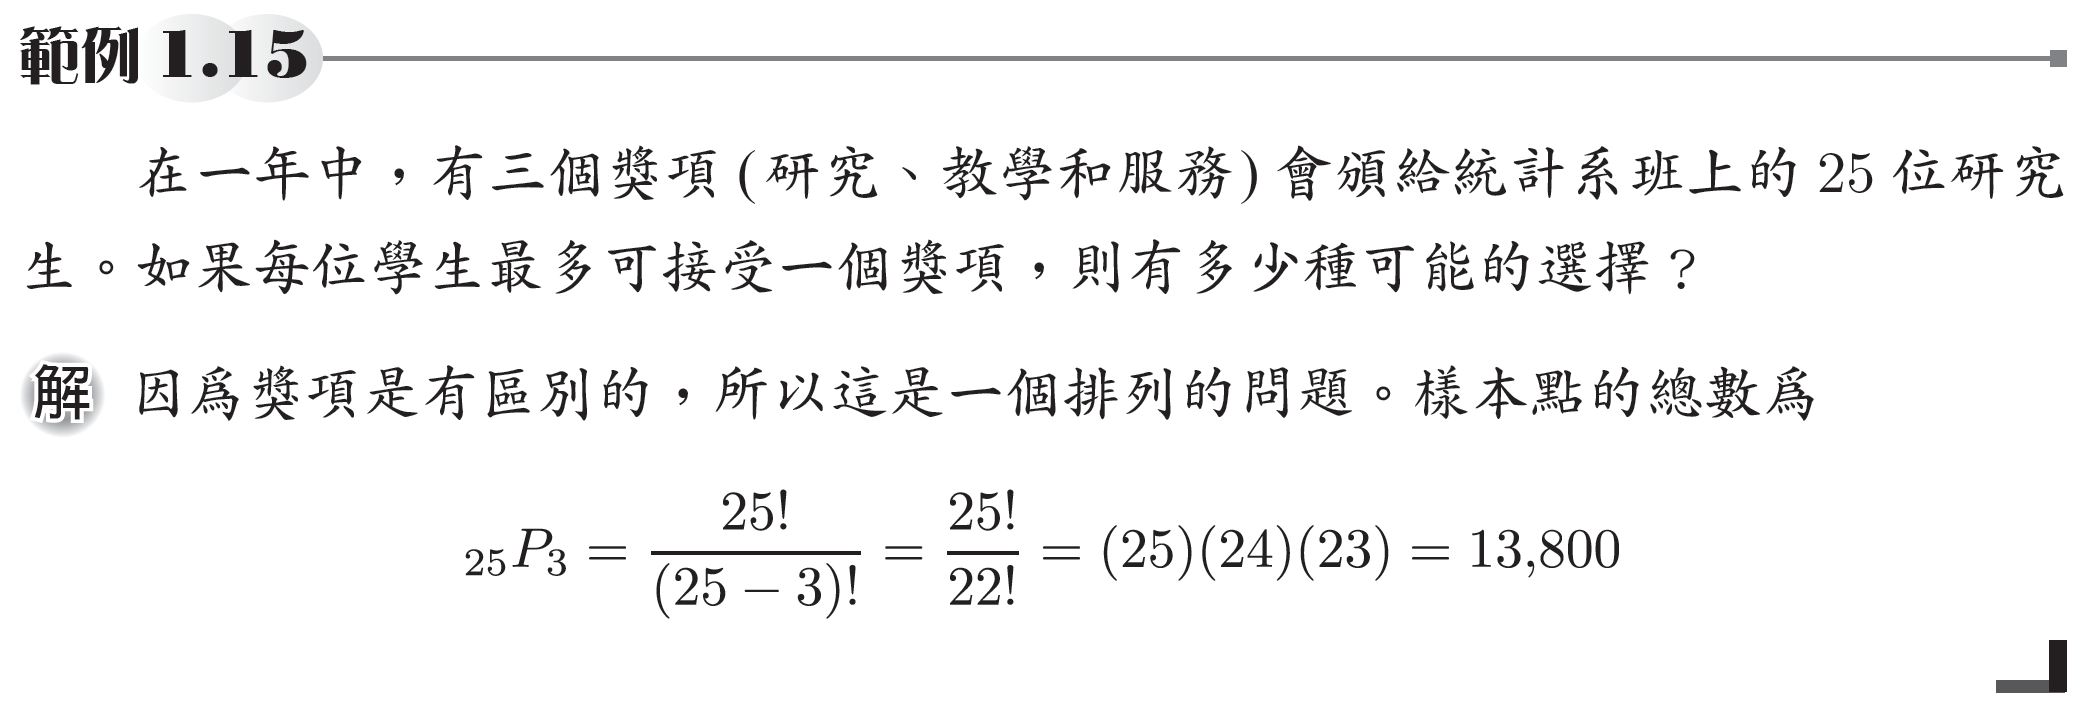 範例 1.15
在一年中，有三個獎項 (研究、教學和服務) 會頒給統計系班上的 25 位研究
生。如果每位學生最多可接受一個獎項，則有多少種可能的選擇？
解 因爲獎項是有區別的，所以這是一個排列的問題。樣本點的總數爲
₂₅P₃ = 25!/(25 − 3)! = 25!/22! = (25)(24)(23) = 13,800